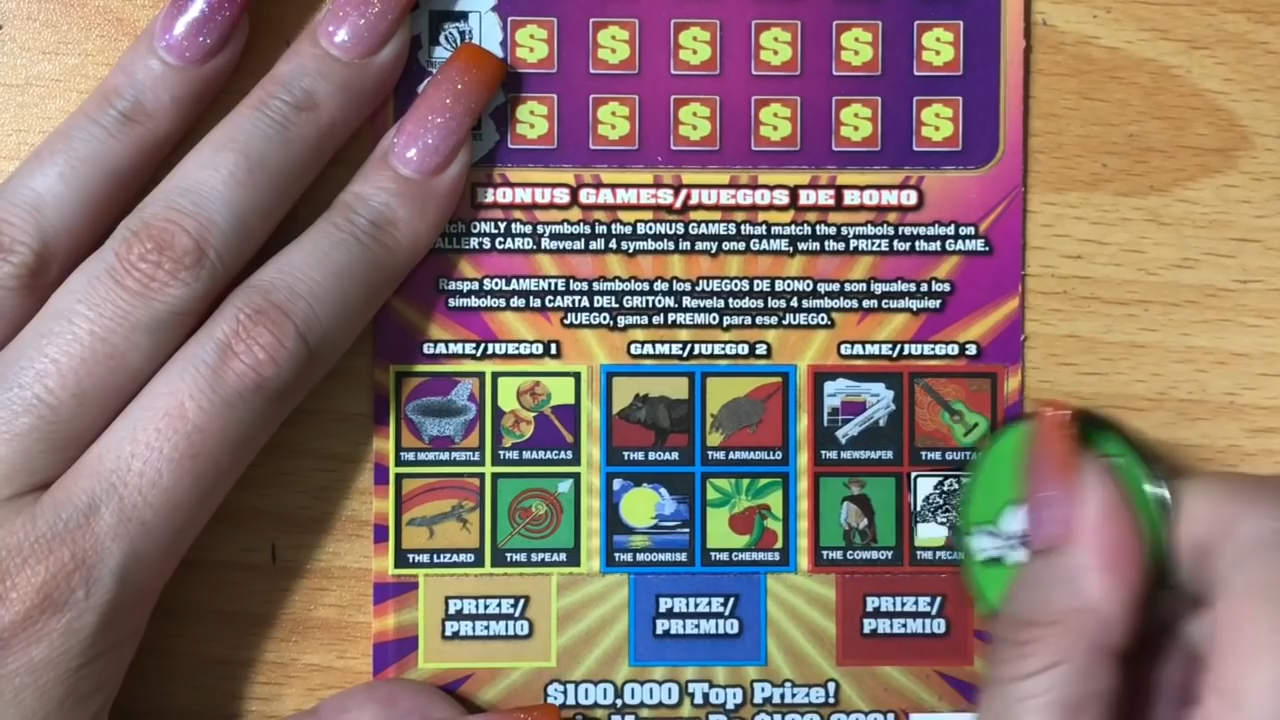 BONUS GAMES/JUEGOS DE BONO
ONLY the symbols in the BONUS GAMES that match the symbols revealed on
CARD. Reveal all 4 symbols in any one GAME, win the PRIZE for that GAME.
Raspa SOLAMENTE los símbolos de los JUEGOS DE BONO que son iguales a los
símbolos de la CARTA DEL GRITÓN. Revela todos los 4 símbolos en cualquier
JUEGO, gana el PREMIO para ese JUEGO.
GAME/JUEGO 1 GAME/JUEGO 2 GAME/JUEGO 3
THE MORTAR PESTLE THE MARACAS THE BOAR THE ARMADILLO THE NEWSPAPER THE
THE LIZARD THE SPEAR THE MOONRISE THE CHERRIES THE COWBOY THE PECAN
PRIZE/ PRIZE/ PRIZE/
PREMIO PREMIO PREMIO
$100,000 Top Prize!